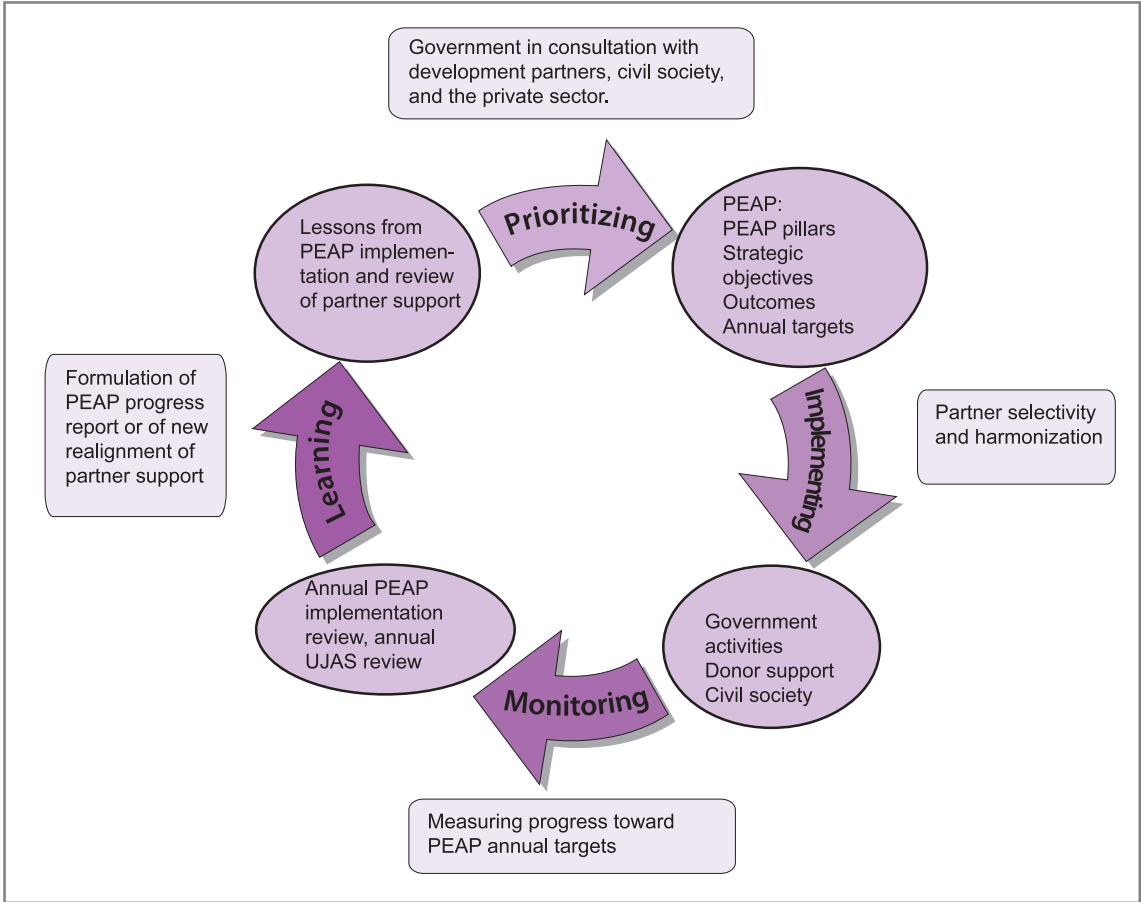 Government in consultation with
development partners, civil society,
and the private sector.
Prioritizing
Lessons from
PEAP implemen-
tation and review
of partner support
PEAP:
PEAP pillars
Strategic
objectives
Outcomes
Annual targets
Formulation of
PEAP progress
report or of new
realignment of
partner support
Learning
Implementing
Partner selectivity
and harmonization
Annual PEAP
implementation
review, annual
UJAS review
Government
activities
Donor support
Civil society
Monitoring
Measuring progress toward
PEAP annual targets